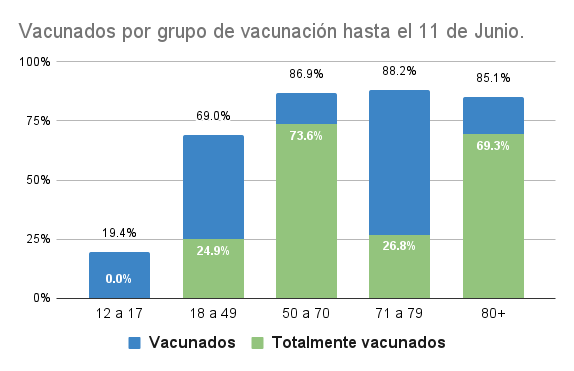 Vacunados por grupo de vacunación hasta el 11 de Junio.
100%
75%
50%
25%
0%
19.4%
0.0%
69.0%
24.9%
86.9%
73.6%
88.2%
26.8%
85.1%
69.3%
12 a 17
18 a 49
50 a 70
71 a 79
80+
Vacunados
Totalmente vacunados